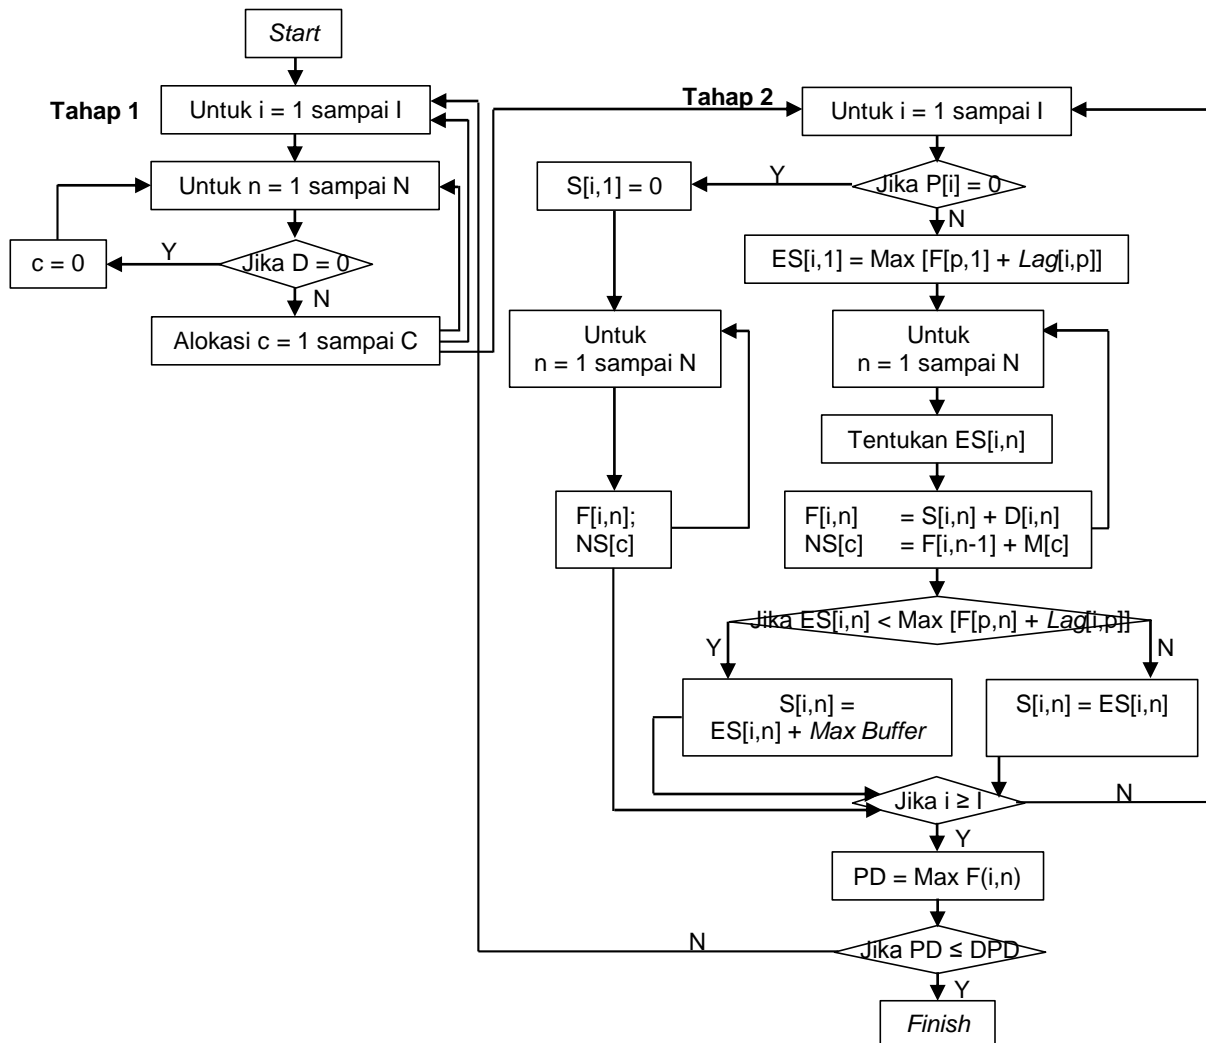 Start
Tahap 1
Untuk i = 1 sampai I
Untuk n = 1 sampai N
c = 0
Y
Jika D = 0
N
Alokasi c = 1 sampai C
Tahap 2
Untuk i = 1 sampai I
S[i,1] = 0
Y
Jika P[i] = 0
N
ES[i,1] = Max [F[p,1] + Lag[i,p]]
Untuk
n = 1 sampai N
Untuk
n = 1 sampai N
Tentukan ES[i,n]
F[i,n];
NS[c]
F[i,n] = S[i,n] + D[i,n]
NS[c] = F[i,n-1] + M[c]
Jika ES[i,n] < Max [F[p,n] + Lag[i,p]]
Y
N
S[i,n] =
ES[i,n] + Max Buffer
S[i,n] = ES[i,n]
Jika i ≥ I
N
Y
PD = Max F(i,n)
N
Jika PD ≤ DPD
Y
Finish